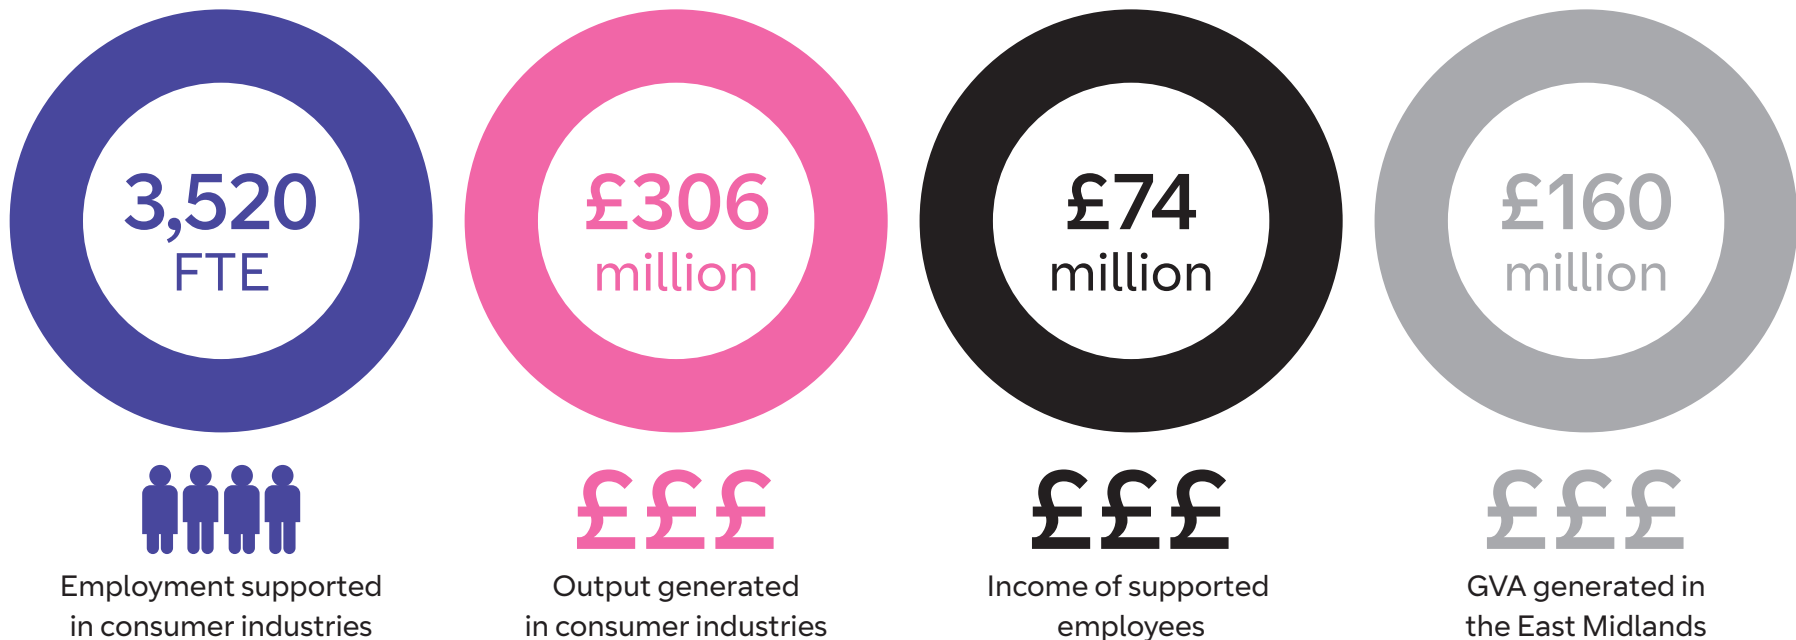 3,520
FTE
£306
million
£74
million
£160
million
£££
£££
£££
Employment supported
in consumer industries
Output generated
in consumer industries
Income of supported
employees
GVA generated in
the East Midlands